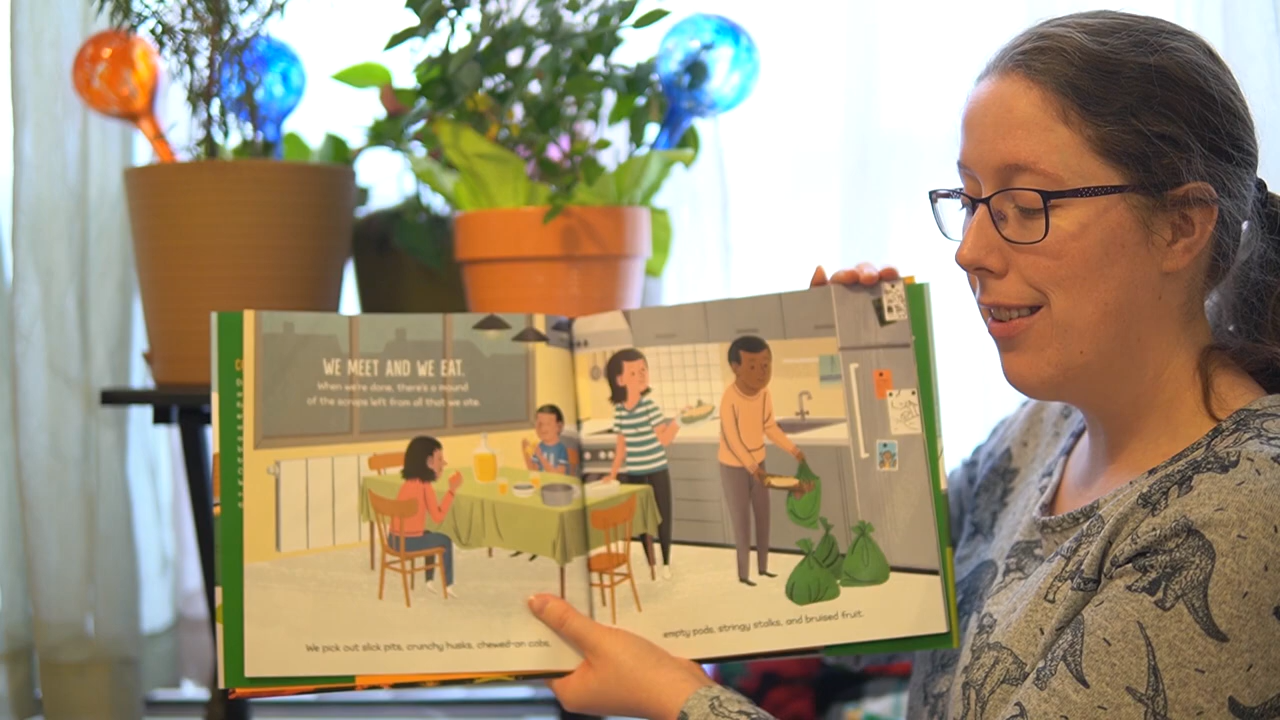 WE MEET AND WE EAT.
When we're done, there's a mound
of the scraps left from all that we ate.
We pick out slick pits, crunchy husks, chewed-on cobs,
empty pods, stringy stalks, and bruised fruit.